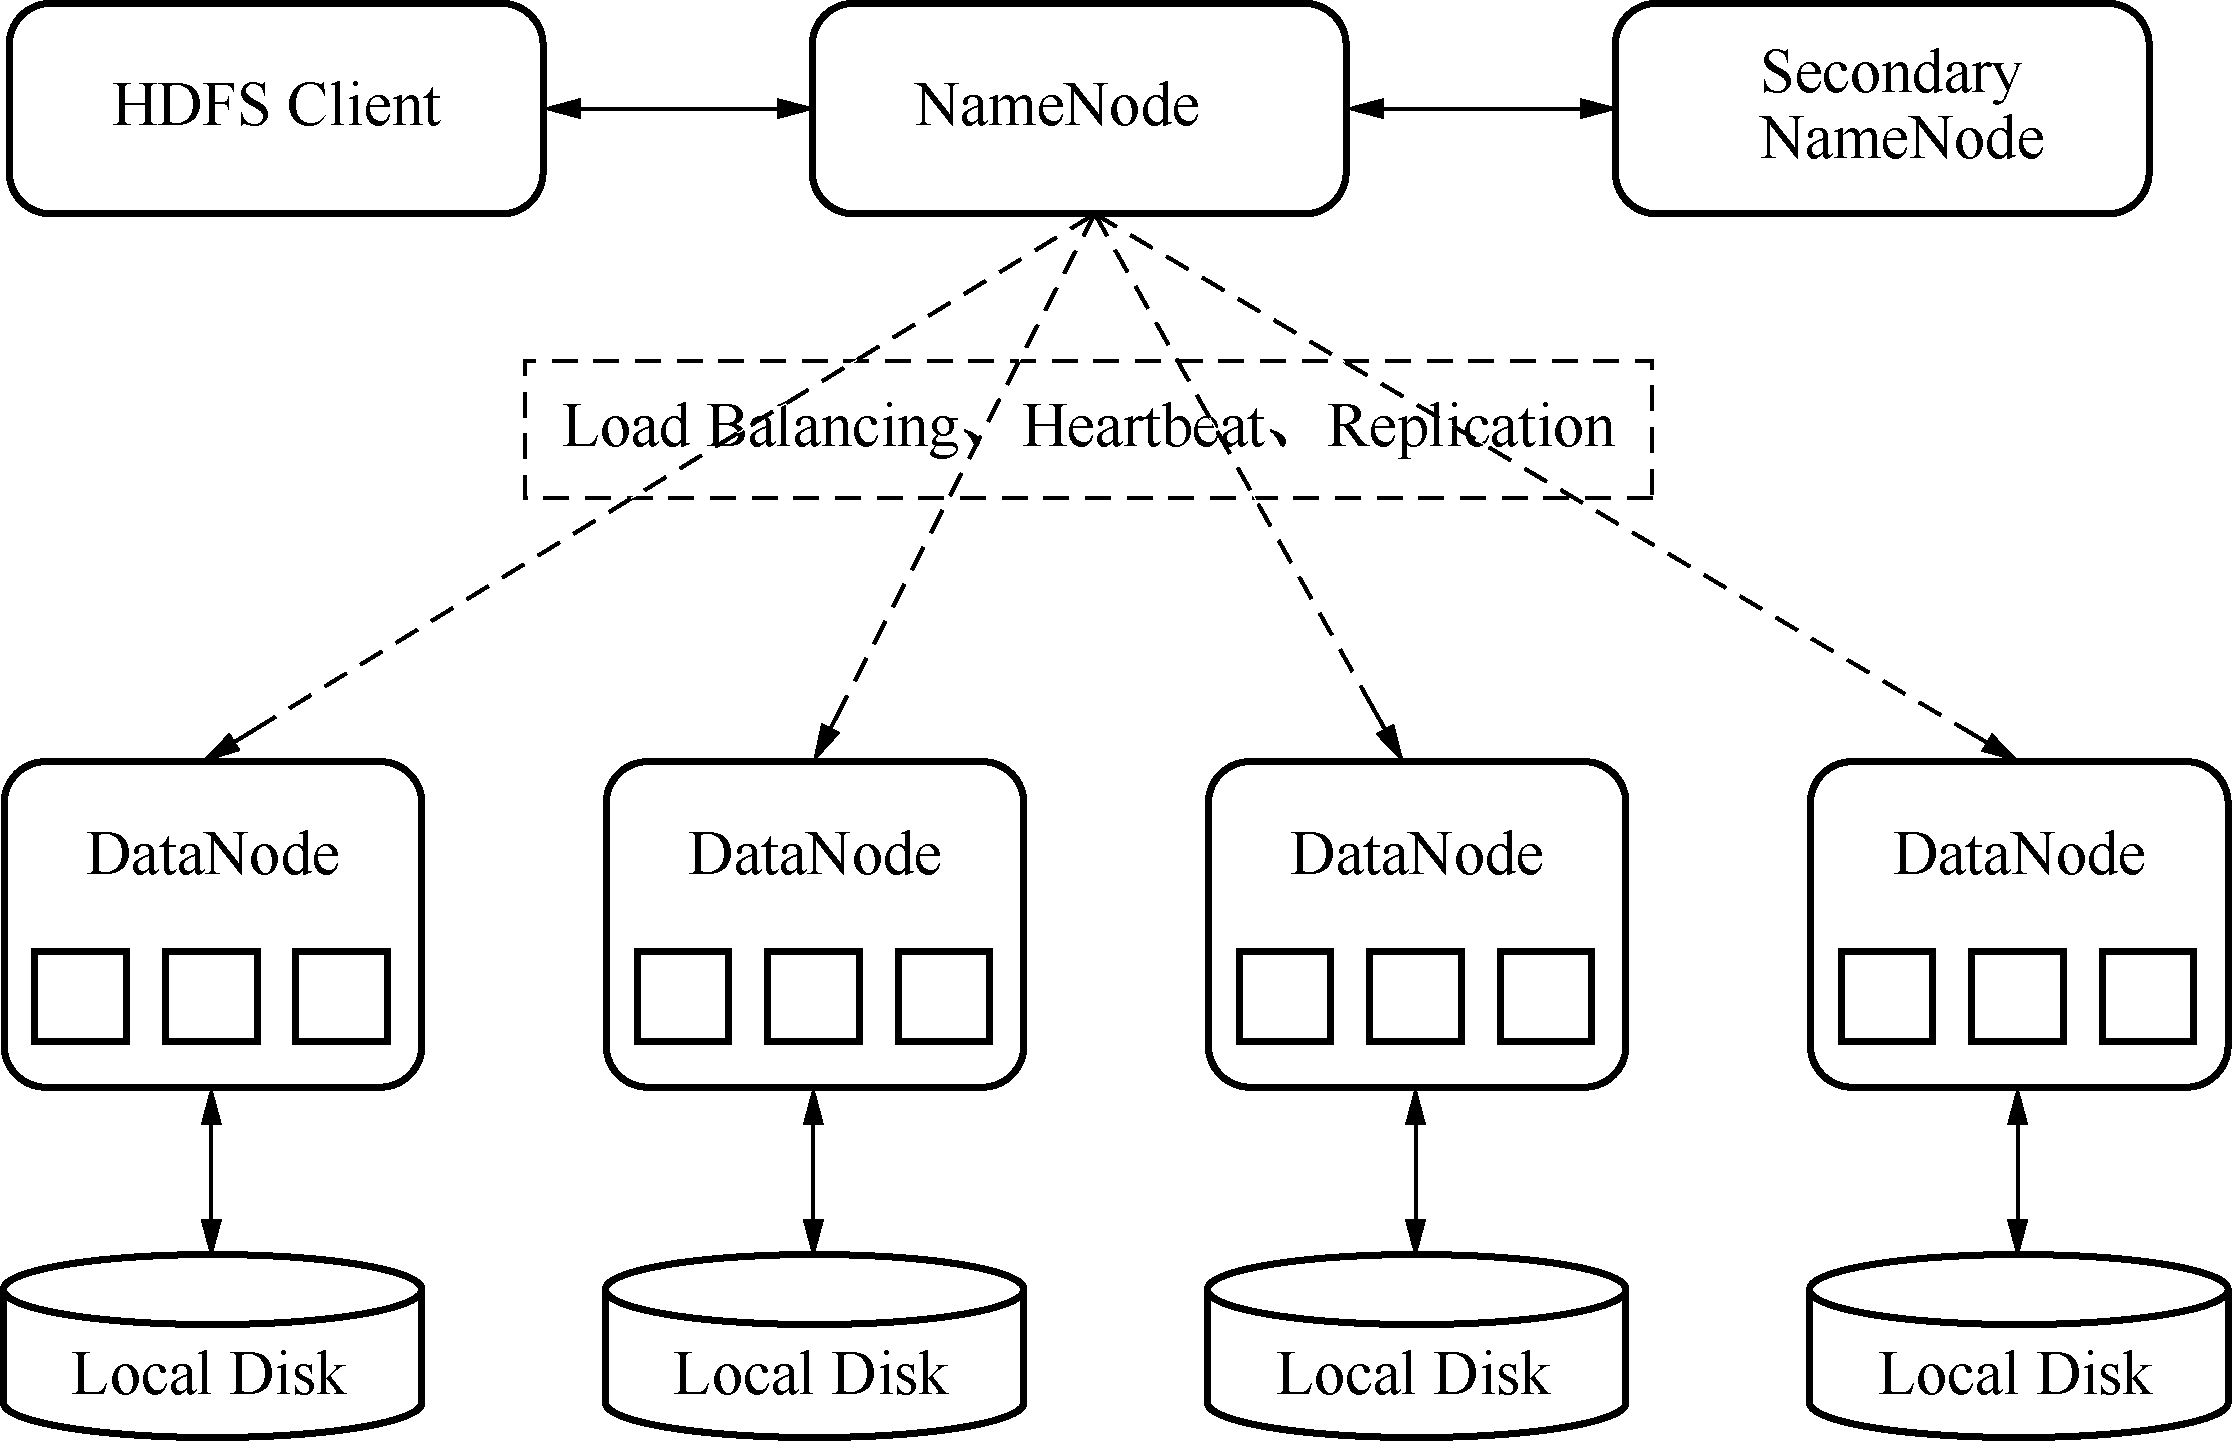 HDFS Client
NameNode
Secondary
NameNode
Load Balancing、Heartbeat、Replication
DataNode
DataNode
DataNode
DataNode
Local Disk
Local Disk
Local Disk
Local Disk